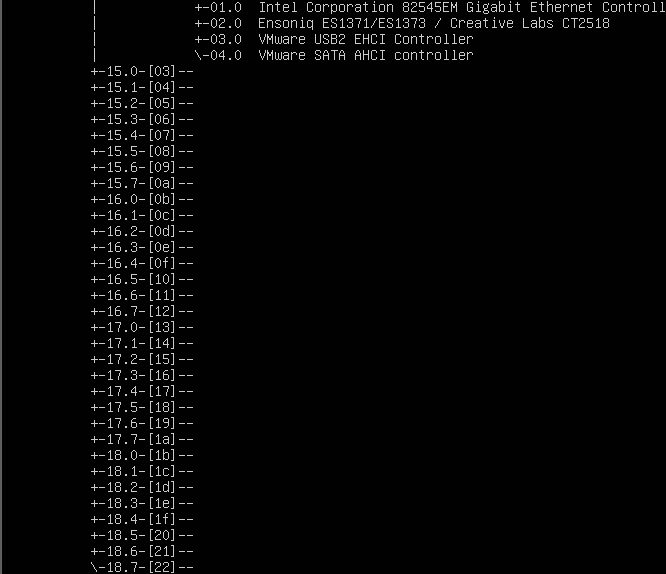 |            +-01.0  Intel Corporation 82545EM Gigabit Ethernet Controll
|            +-02.0  Ensoniq ES1371/ES1373 / Creative Labs CT2518
|            +-03.0  VMware USB2 EHCI Controller
|            \-04.0  VMware SATA AHCI controller
+-15.0-[03]--
+-15.1-[04]--
+-15.2-[05]--
+-15.3-[06]--
+-15.4-[07]--
+-15.5-[08]--
+-15.6-[09]--
+-15.7-[0a]--
+-16.0-[0b]--
+-16.1-[0c]--
+-16.2-[0d]--
+-16.3-[0e]--
+-16.4-[0f]--
+-16.5-[10]--
+-16.6-[11]--
+-16.7-[12]--
+-17.0-[13]--
+-17.1-[14]--
+-17.2-[15]--
+-17.3-[16]--
+-17.4-[17]--
+-17.5-[18]--
+-17.6-[19]--
+-17.7-[1a]--
+-18.0-[1b]--
+-18.1-[1c]--
+-18.2-[1d]--
+-18.3-[1e]--
+-18.4-[1f]--
+-18.5-[20]--
+-18.6-[21]--
\-18.7-[22]--